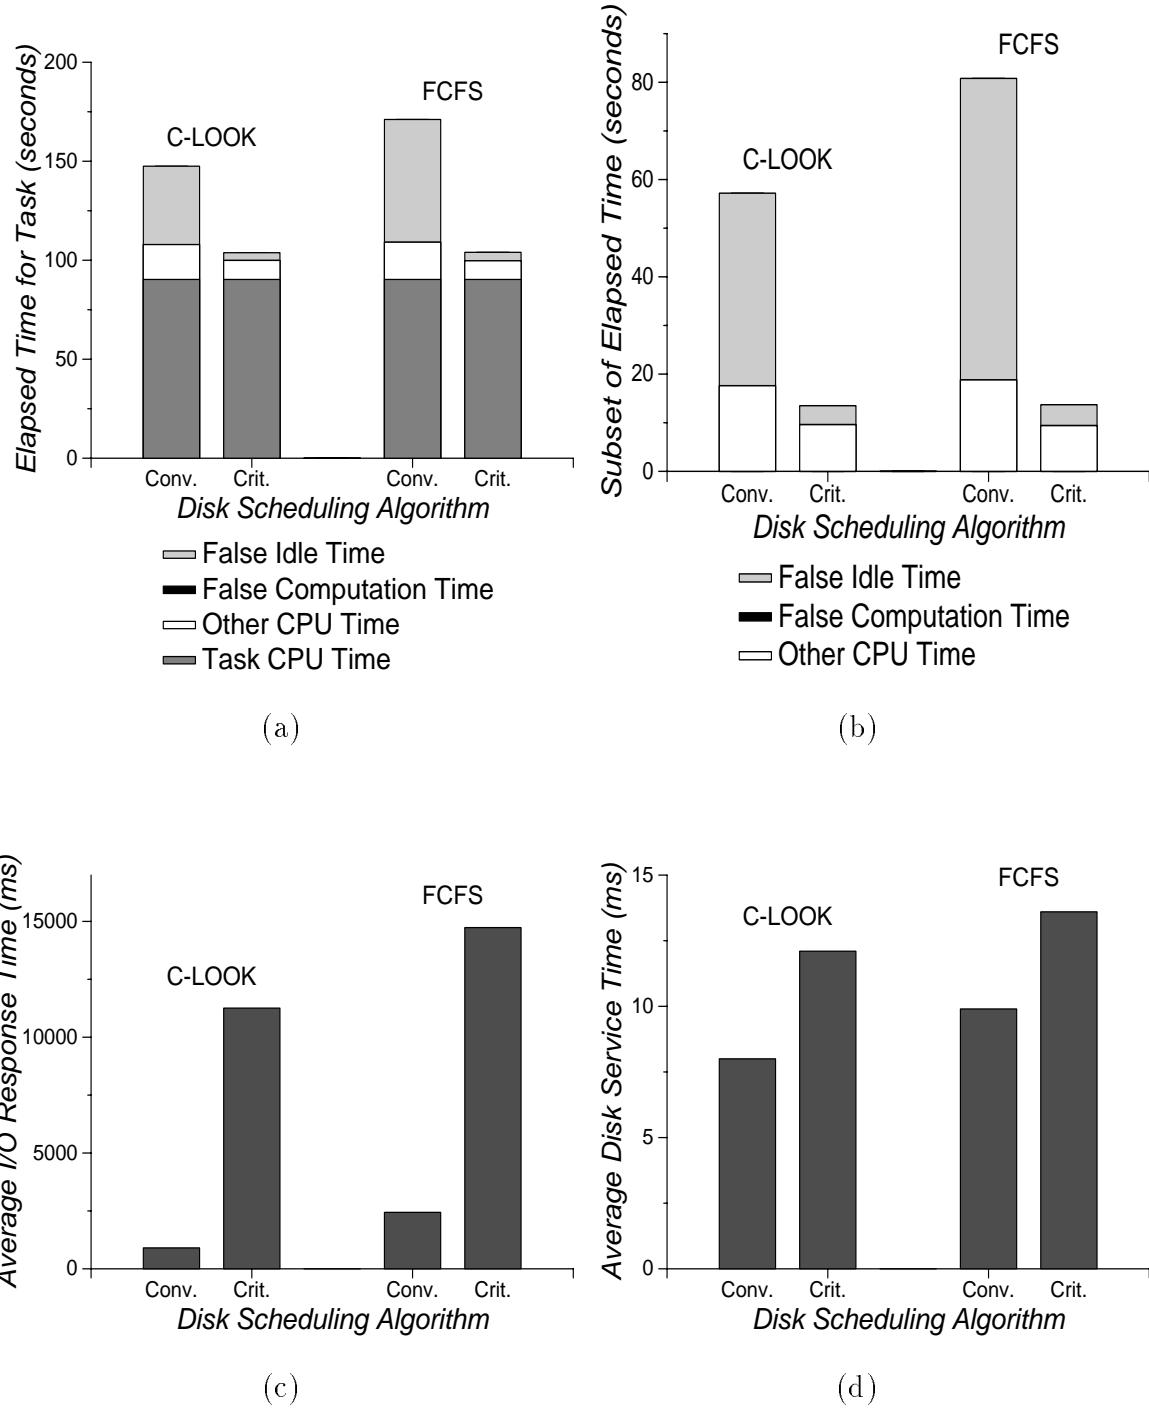 Elapsed Time for Task (seconds)
200
150
100
50
0
C-LOOK
FCFS
Conv.
Crit.
Conv.
Crit.
Disk Scheduling Algorithm
False Idle Time
False Computation Time
Other CPU Time
Task CPU Time
(a)
Subset of Elapsed Time (seconds)
80
60
40
20
0
C-LOOK
FCFS
Conv.
Crit.
Conv.
Crit.
Disk Scheduling Algorithm
False Idle Time
False Computation Time
Other CPU Time
(b)
Average I/O Response Time (ms)
15000
10000
5000
0
C-LOOK
FCFS
Conv.
Crit.
Conv.
Crit.
Disk Scheduling Algorithm
(c)
Average Disk Service Time (ms)
15
10
5
0
C-LOOK
FCFS
Conv.
Crit.
Conv.
Crit.
Disk Scheduling Algorithm
(d)